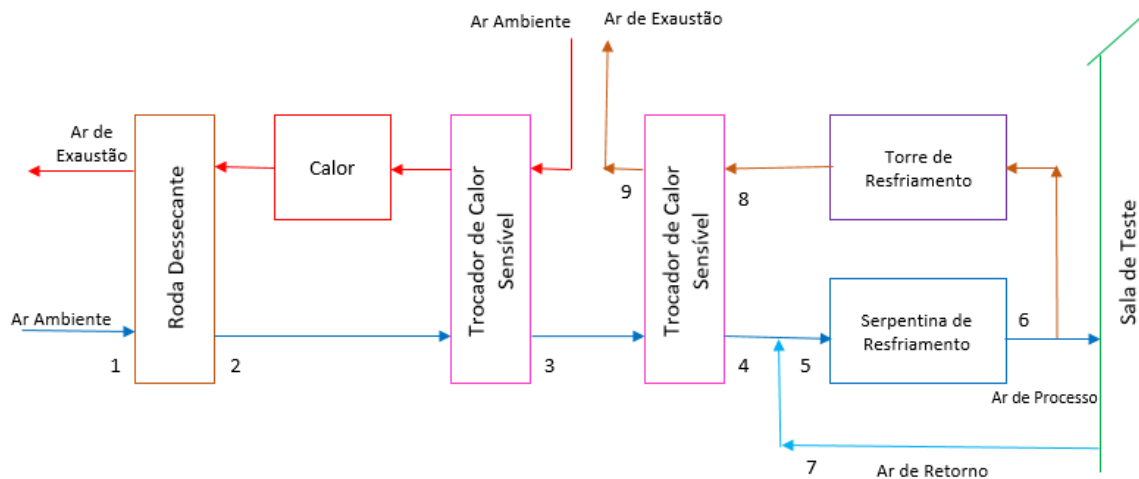 Ar Ambiente
Ar de Exaustão
Ar de
Exaustão
Roda Dessecante
Calor
Trocador de Calor
Sensível
Trocador de Calor
Sensível
Torre de
Resfriamento
Sala de Teste
9
8
Ar Ambiente
Serpentina de
Resfriamento
6
1
2
3
4
5
Ar de Processo
7
Ar de Retorno